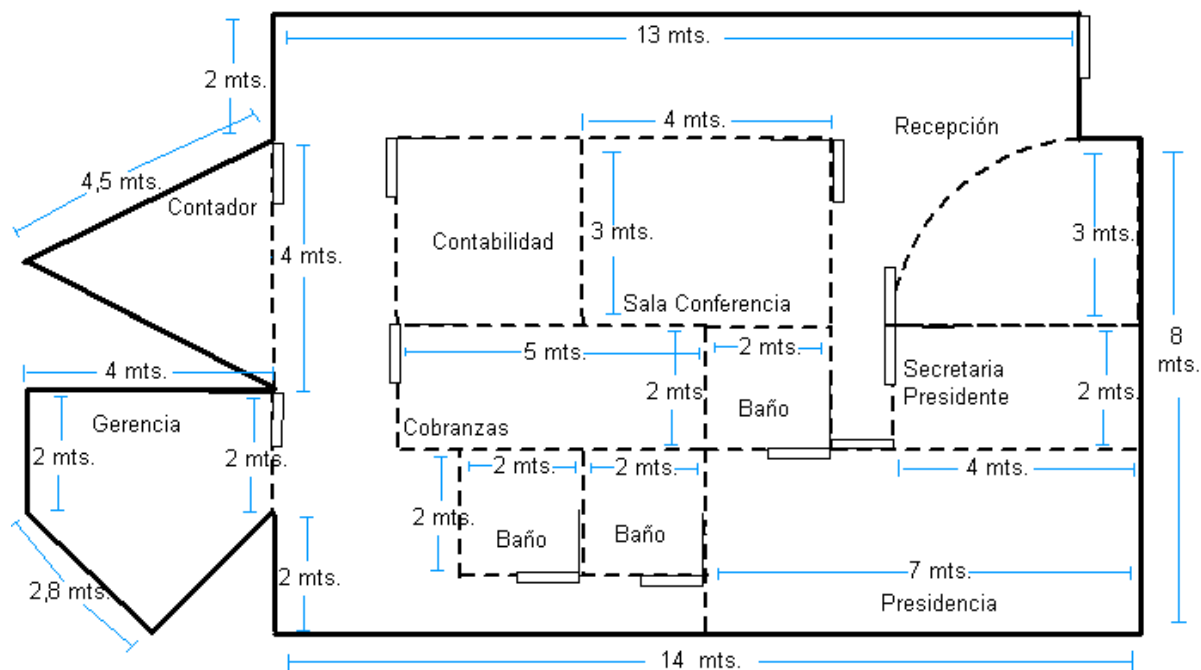 13 mts.
2 mts.
4 mts.
Recepción
4,5 mts.
Contador
4 mts.
Contabilidad
3 mts.
3 mts.
Sala Conferencia
8
mts.
4 mts.
5 mts.
2 mts.
Secretaria
Presidente
2 mts
2 mts.
Gerencia
Baño
Cobranzas
2 mts.
2 mts.
2 mts.
2 mts.
4 mts.
2 mts.
Baño
Baño
2,8 mts.
2 mts.
7 mts.
Presidencia
14 mts.